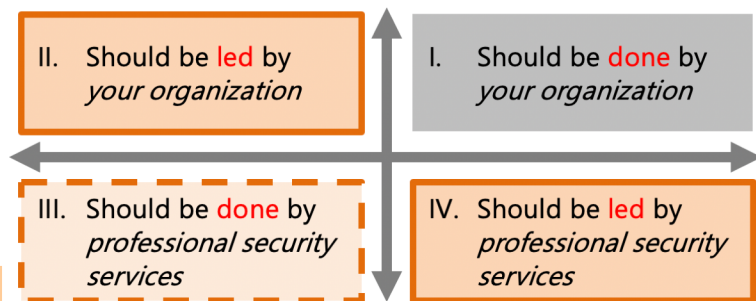 II. Should be led by
your organization
I. Should be done by
your organization
III. Should be done by
professional security
services
IV. Should be led by
professional security
services